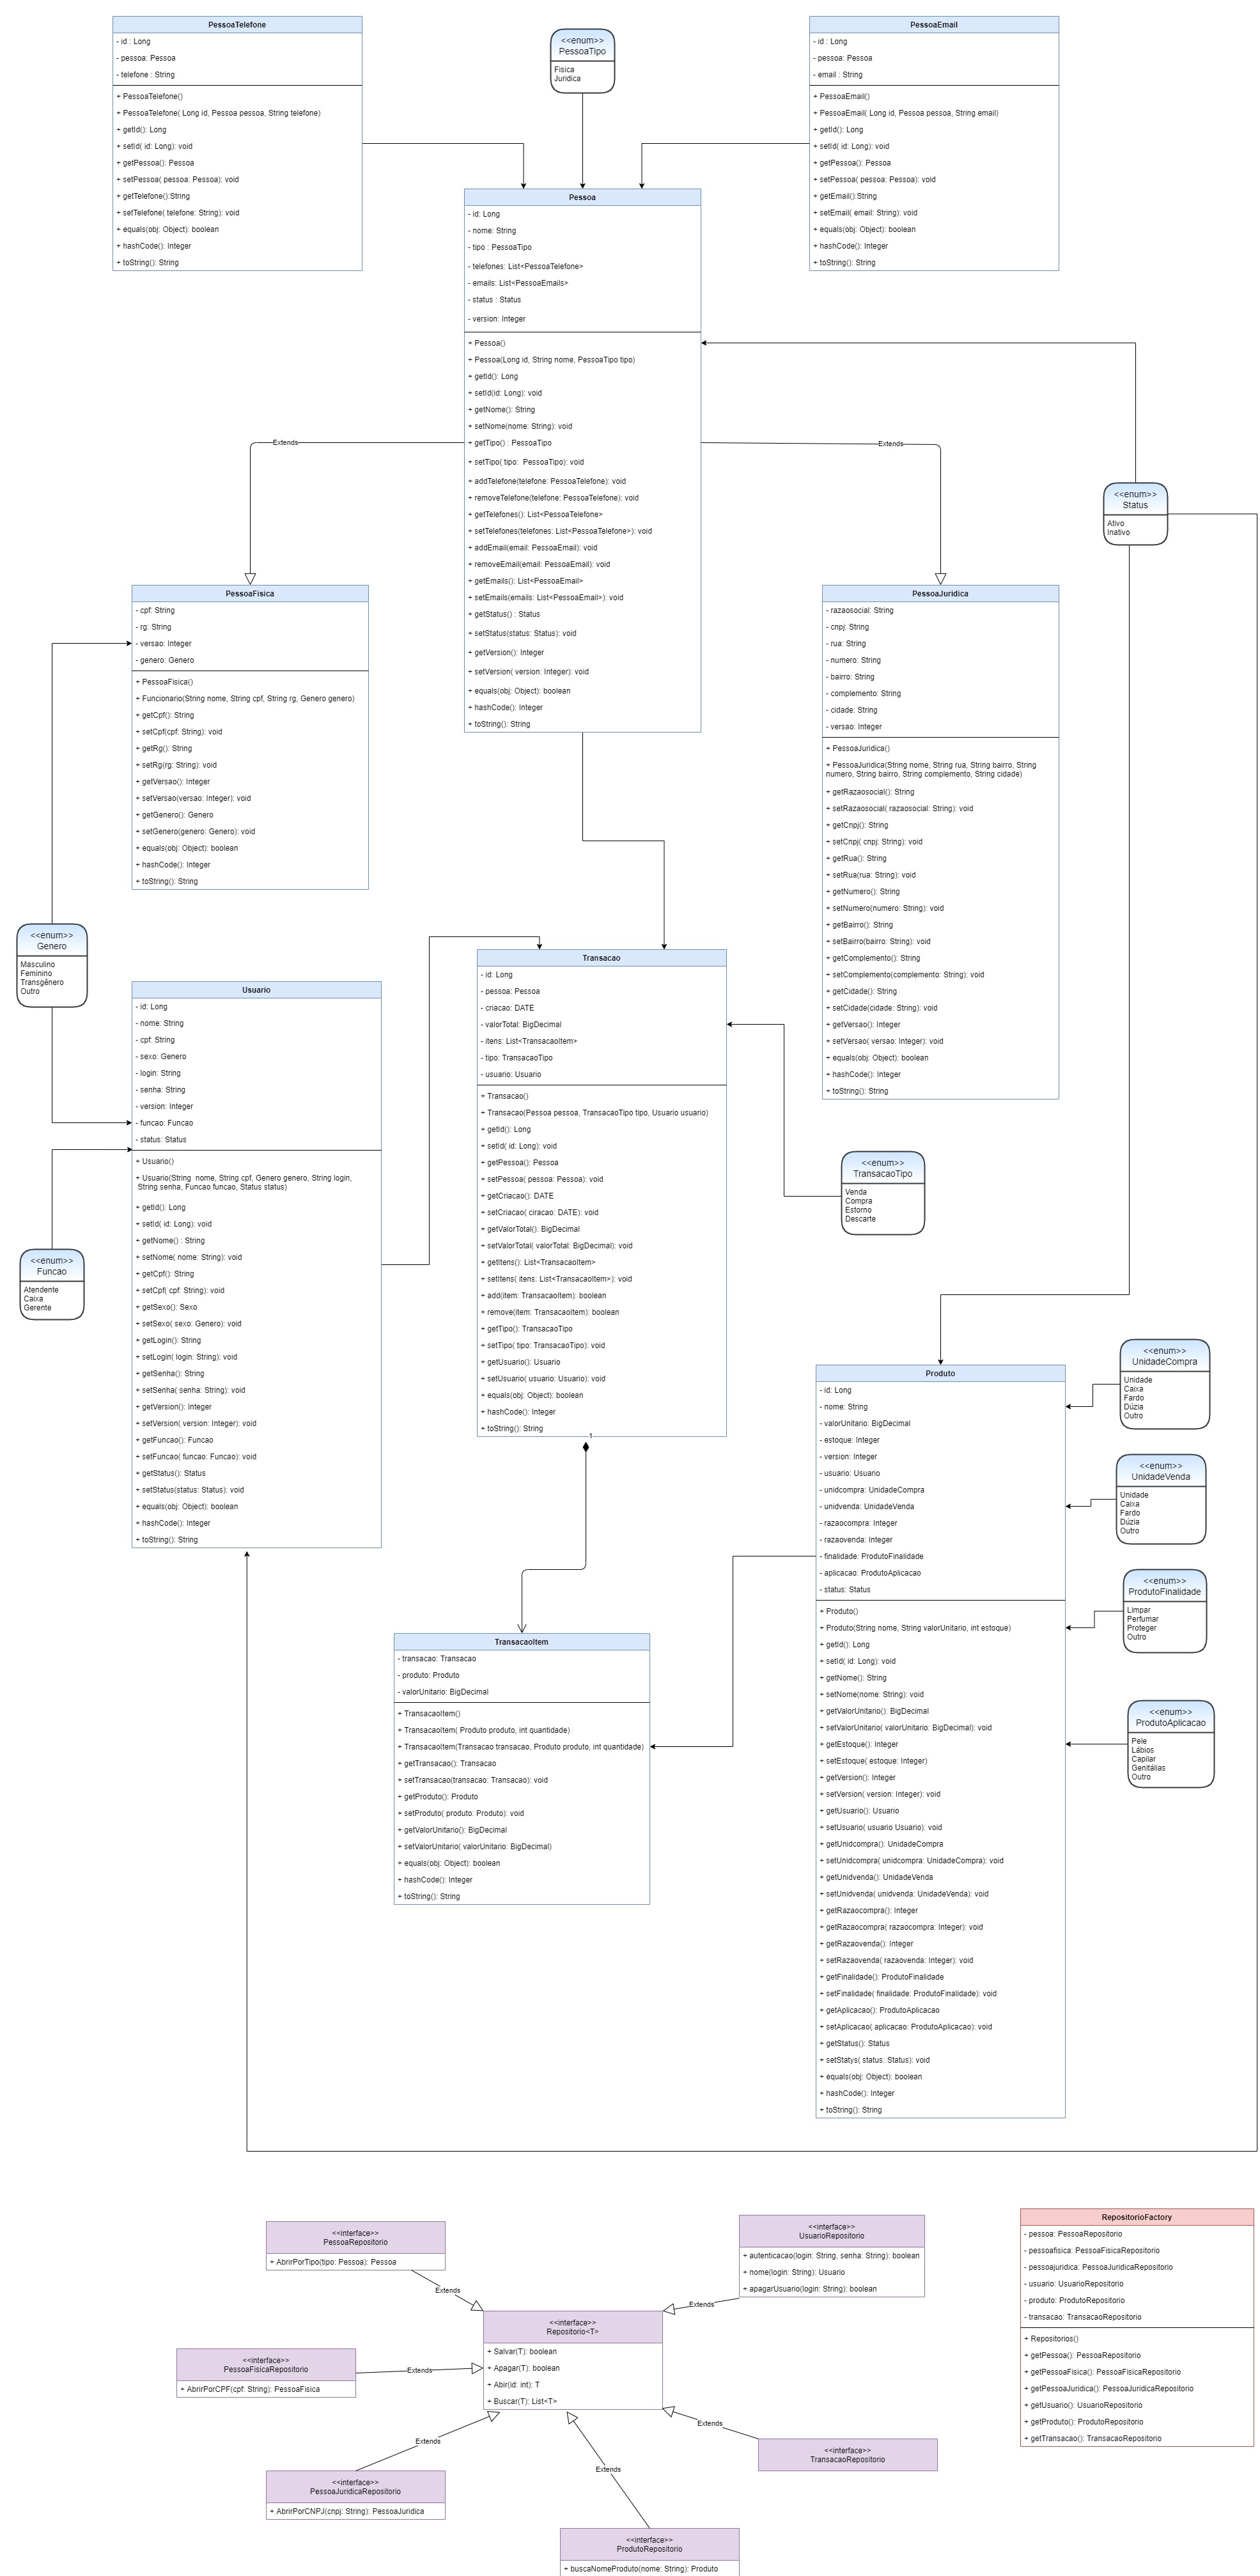 PessoaTelefone
- id : Long
- pessoa: Pessoa
- telefone : String
+ PessoaTelefone()
+ PessoaTelefone( Long id, Pessoa pessoa, String telefone)
+ getId(): Long
+ setId( id: Long): void
+ getPessoa(): Pessoa
+ setPessoa( pessoa: Pessoa): void
+ getTelefone():String
+ setTelefone( telefone: String): void
+ equals(obj: Object): boolean
+ hashCode(): Integer
+ toString(): String
<<enum>>
PessoaTipo
Fisica
Juridica
PessoaEmail
- id : Long
- pessoa: Pessoa
- email : String
+ PessoaEmail()
+ PessoaEmail( Long id, Pessoa pessoa, String email)
+ getId(): Long
+ setId( id: Long): void
+ getPessoa(): Pessoa
+ setPessoa( pessoa: Pessoa): void
+ getEmail():String
+ setEmail( email: String): void
+ equals(obj: Object): boolean
+ hashCode(): Integer
+ toString(): String
Pessoa
- id: Long
- nome: String
- tipo : PessoaTipo
- telefones: List<PessoaTelefone>
- emails: List<PessoaEmails>
- status : Status
- version: Integer
+ Pessoa()
+ Pessoa(Long id, String nome, PessoaTipo tipo)
+ getId(): Long
+ setId(id: Long): void
+ getNome(): String
+ setNome(nome: String): void
+ getTipo() : PessoaTipo
+ setTipo( tipo:  PessoaTipo): void
+ addTelefone(telefone: PessoaTelefone): void
+ removeTelefone(telefone: PessoaTelefone): void
+ getTelefones(): List<PessoaTelefone>
+ setTelefones(telefones: List<PessoaTelefone>): void
+ addEmail(email: PessoaEmail): void
+ removeEmail(email: PessoaEmail): void
+ getEmails(): List<PessoaEmail>
+ setEmails(emails: List<PessoaEmail>): void
+ getStatus() : Status
+ setStatus(status: Status): void
+ getVersion(): Integer
+ setVersion( version: Integer): void
+ equals(obj: Object): boolean
+ hashCode(): Integer
+ toString(): String
Extends
Extends
<<enum>>
Status
Ativo
Inativo
PessoaFisica
- cpf: String
- rg: String
- versao: Integer
- genero: Genero
+ PessoaFisica()
+ Funcionario(String nome, String cpf, String rg, Genero genero)
+ getCpf(): String
+ setCpf(cpf: String): void
+ getRg(): String
+ setRg(rg: String): void
+ getVersao(): Integer
+ setVersao(versao: Integer): void
+ getGenero(): Genero
+ setGenero(genero: Genero): void
+ equals(obj: Object): boolean
+ hashCode(): Integer
+ toString(): String
PessoaJuridica
- razaosocial: String
- cnpj: String
- rua: String
- numero: String
- bairro: String
- complemento: String
- cidade: String
- versao: Integer
+ PessoaJuridica()
+ PessoaJuridica(String nome, String rua, String bairro, String
numero, String bairro, String complemento, String cidade)
+ getRazaosocial(): String
+ setRazaosocial( razaosocial: String): void
+ getCnpj(): String
+ setCnpj( cnpj: String): void
+ getRua(): String
+ setRua(rua: String): void
+ getNumero(): String
+ setNumero(numero: String): void
+ getBairro(): String
+ setBairro(bairro: String): void
+ getComplemento(): String
+ setComplemento(complemento: String): void
+ getCidade(): String
+ setCidade(cidade: String): void
+ getVersao(): Integer
+ setVersao( versao: Integer): void
+ equals(obj: Object): boolean
+ hashCode(): Integer
+ toString(): String
<<enum>>
Genero
Masculino
Feminino
Transgênero
Outro
Usuario
- id: Long
- nome: String
- cpf: String
- sexo: Genero
- login: String
- senha: String
- version: Integer
- funcao: Funcao
- status: Status
+ Usuario()
+ Usuario(String  nome, String cpf, Genero genero, String login,
String senha, Funcao funcao, Status status)
+ getId(): Long
+ setId( id: Long): void
+ getNome() : String
+ setNome( nome: String): void
+ getCpf(): String
+ setCpf( cpf: String): void
+ getSexo(): Sexo
+ setSexo( sexo: Genero): void
+ getLogin(): String
+ setLogin( login: String): void
+ getSenha(): String
+ setSenha( senha: String): void
+ getVersion(): Integer
+ setVersion( version: Integer): void
+ getFuncao(): Funcao
+ setFuncao( funcao: Funcao): void
+ getStatus(): Status
+ setStatus(status: Status): void
+ equals(obj: Object): boolean
+ hashCode(): Integer
+ toString(): String
<<enum>>
Funcao
Atendente
Caixa
Gerente
Transacao
- id: Long
- pessoa: Pessoa
- criacao: DATE
- valorTotal: BigDecimal
- itens: List<TransacaoItem>
- tipo: TransacaoTipo
- usuario: Usuario
+ Transacao()
+ Transacao(Pessoa pessoa, TransacaoTipo tipo, Usuario usuario)
+ getId(): Long
+ setId( id: Long): void
+ getPessoa(): Pessoa
+ setPessoa( pessoa: Pessoa): void
+ getCriacao(): DATE
+ setCriacao( ciracao: DATE): void
+ getValorTotal(): BigDecimal
+ setValorTotal( valorTotal: BigDecimal): void
+ getItens(): List<TransacaoItem>
+ setItens( itens: List<TransacaoItem>): void
+ add(item: TransacaoItem): boolean
+ remove(item: TransacaoItem): boolean
+ getTipo(): TransacaoTipo
+ setTipo( tipo: TransacaoTipo): void
+ getUsuario(): Usuario
+ setUsuario( usuario: Usuario): void
+ equals(obj: Object): boolean
+ hashCode(): Integer
+ toString(): String
1
<<enum>>
TransacaoTipo
Venda
Compra
Estorno
Descarte
Produto
- id: Long
- nome: String
- valorUnitario: BigDecimal
- estoque: Integer
- version: Integer
- usuario: Usuario
- unidcompra: UnidadeCompra
- unidvenda: UnidadeVenda
- razaocompra: Integer
- razaovenda: Integer
- finalidade: ProdutoFinalidade
- aplicacao: ProdutoAplicacao
- status: Status
+ Produto()
+ Produto(String nome, String valorUnitario, int estoque)
+ getId(): Long
+ setId( id: Long): void
+ getNome(): String
+ setNome(nome: String): void
+ getValorUnitario(): BigDecimal
+ setValorUnitario( valorUnitario: BigDecimal): void
+ getEstoque(): Integer
+ setEstoque( estoque: Integer)
+ getVersion(): Integer
+ setVersion( version: Integer): void
+ getUsuario(): Usuario
+ setUsuario( usuario Usuario): void
+ getUnidcompra(): UnidadeCompra
+ setUnidcompra( unidcompra: UnidadeCompra): void
+ getUnidvenda(): UnidadeVenda
+ setUnidvenda( unidvenda: UnidadeVenda): void
+ getRazaocompra(): Integer
+ getRazaocompra( razaocompra: Integer): void
+ getRazaovenda(): Integer
+ setRazaovenda( razaovenda: Integer): void
+ getFinalidade(): ProdutoFinalidade
+ setFinalidade( finalidade: ProdutoFinalidade): void
+ getAplicacao(): ProdutoAplicacao
+ setAplicacao( aplicacao: ProdutoAplicacao): void
+ getStatus(): Status
+ setStatys( status: Status): void
+ equals(obj: Object): boolean
+ hashCode(): Integer
+ toString(): String
<<enum>>
UnidadeCompra
Unidade
Caixa
Fardo
Dúzia
Outro
<<enum>>
UnidadeVenda
Unidade
Caixa
Fardo
Dúzia
Outro
<<enum>>
ProdutoFinalidade
Limpar
Perfumar
Proteger
Outro
<<enum>>
ProdutoAplicacao
Pele
Lábios
Capilar
Genitálias
Outro
TransacaoItem
- transacao: Transacao
- produto: Produto
- valorUnitario: BigDecimal
+ TransacaoItem()
+ TransacaoItem( Produto produto, int quantidade)
+ TransacaoItem(Transacao transacao, Produto produto, int quantidade)
+ getTransacao(): Transacao
+ setTransacao(transacao: Transacao): void
+ getProduto(): Produto
+ setProduto( produto: Produto): void
+ getValorUnitario(): BigDecimal
+ setValorUnitario( valorUnitario: BigDecimal)
+ equals(obj: Object): boolean
+ hashCode(): Integer
+ toString(): String
<<interface>>
PessoaRepositorio
+ AbrirPorTipo(tipo: Pessoa): Pessoa
Extends
<<interface>>
UsuarioRepositorio
+ autenticacao(login: String, senha: String): boolean
+ nome(login: String): Usuario
+ apagarUsuario(login: String): boolean
Extends
<<interface>>
Repositorio<T>
+ Salvar(T): boolean
+ Apagar(T): boolean
+ Abir(id: int): T
+ Buscar(T): List<T>
<<interface>>
PessoaFisicaRepositorio
+ AbrirPorCPF(cpf: String): PessoaFisica
Extends
<<interface>>
PessoaJuridicaRepositorio
+ AbrirPorCNPJ(cnpj: String): PessoaJuridica
Extends
<<interface>>
TransacaoRepositorio
Extends
<<interface>>
ProdutoRepositorio
+ buscaNomeProduto(nome: String): Produto
Extends
RepositorioFactory
- pessoa: PessoaRepositorio
- pessoafisica: PessoaFisicaRepositorio
- pessoajuridica: PessoaJuridicaRepositorio
- usuario: UsuarioRepositorio
- produto: ProdutoRepositorio
- transacao: TransacaoRepositorio
+ Repositorios()
+ getPessoa(): PessoaRepositorio
+ getPessoaFisica(): PessoaFisicaRepositorio
+ getPessoaJuridica(): PessoaJuridicaRepositorio
+ getUsuario(): UsuarioRepositorio
+ getProduto(): ProdutoRepositorio
+ getTransacao(): TransacaoRepositorio